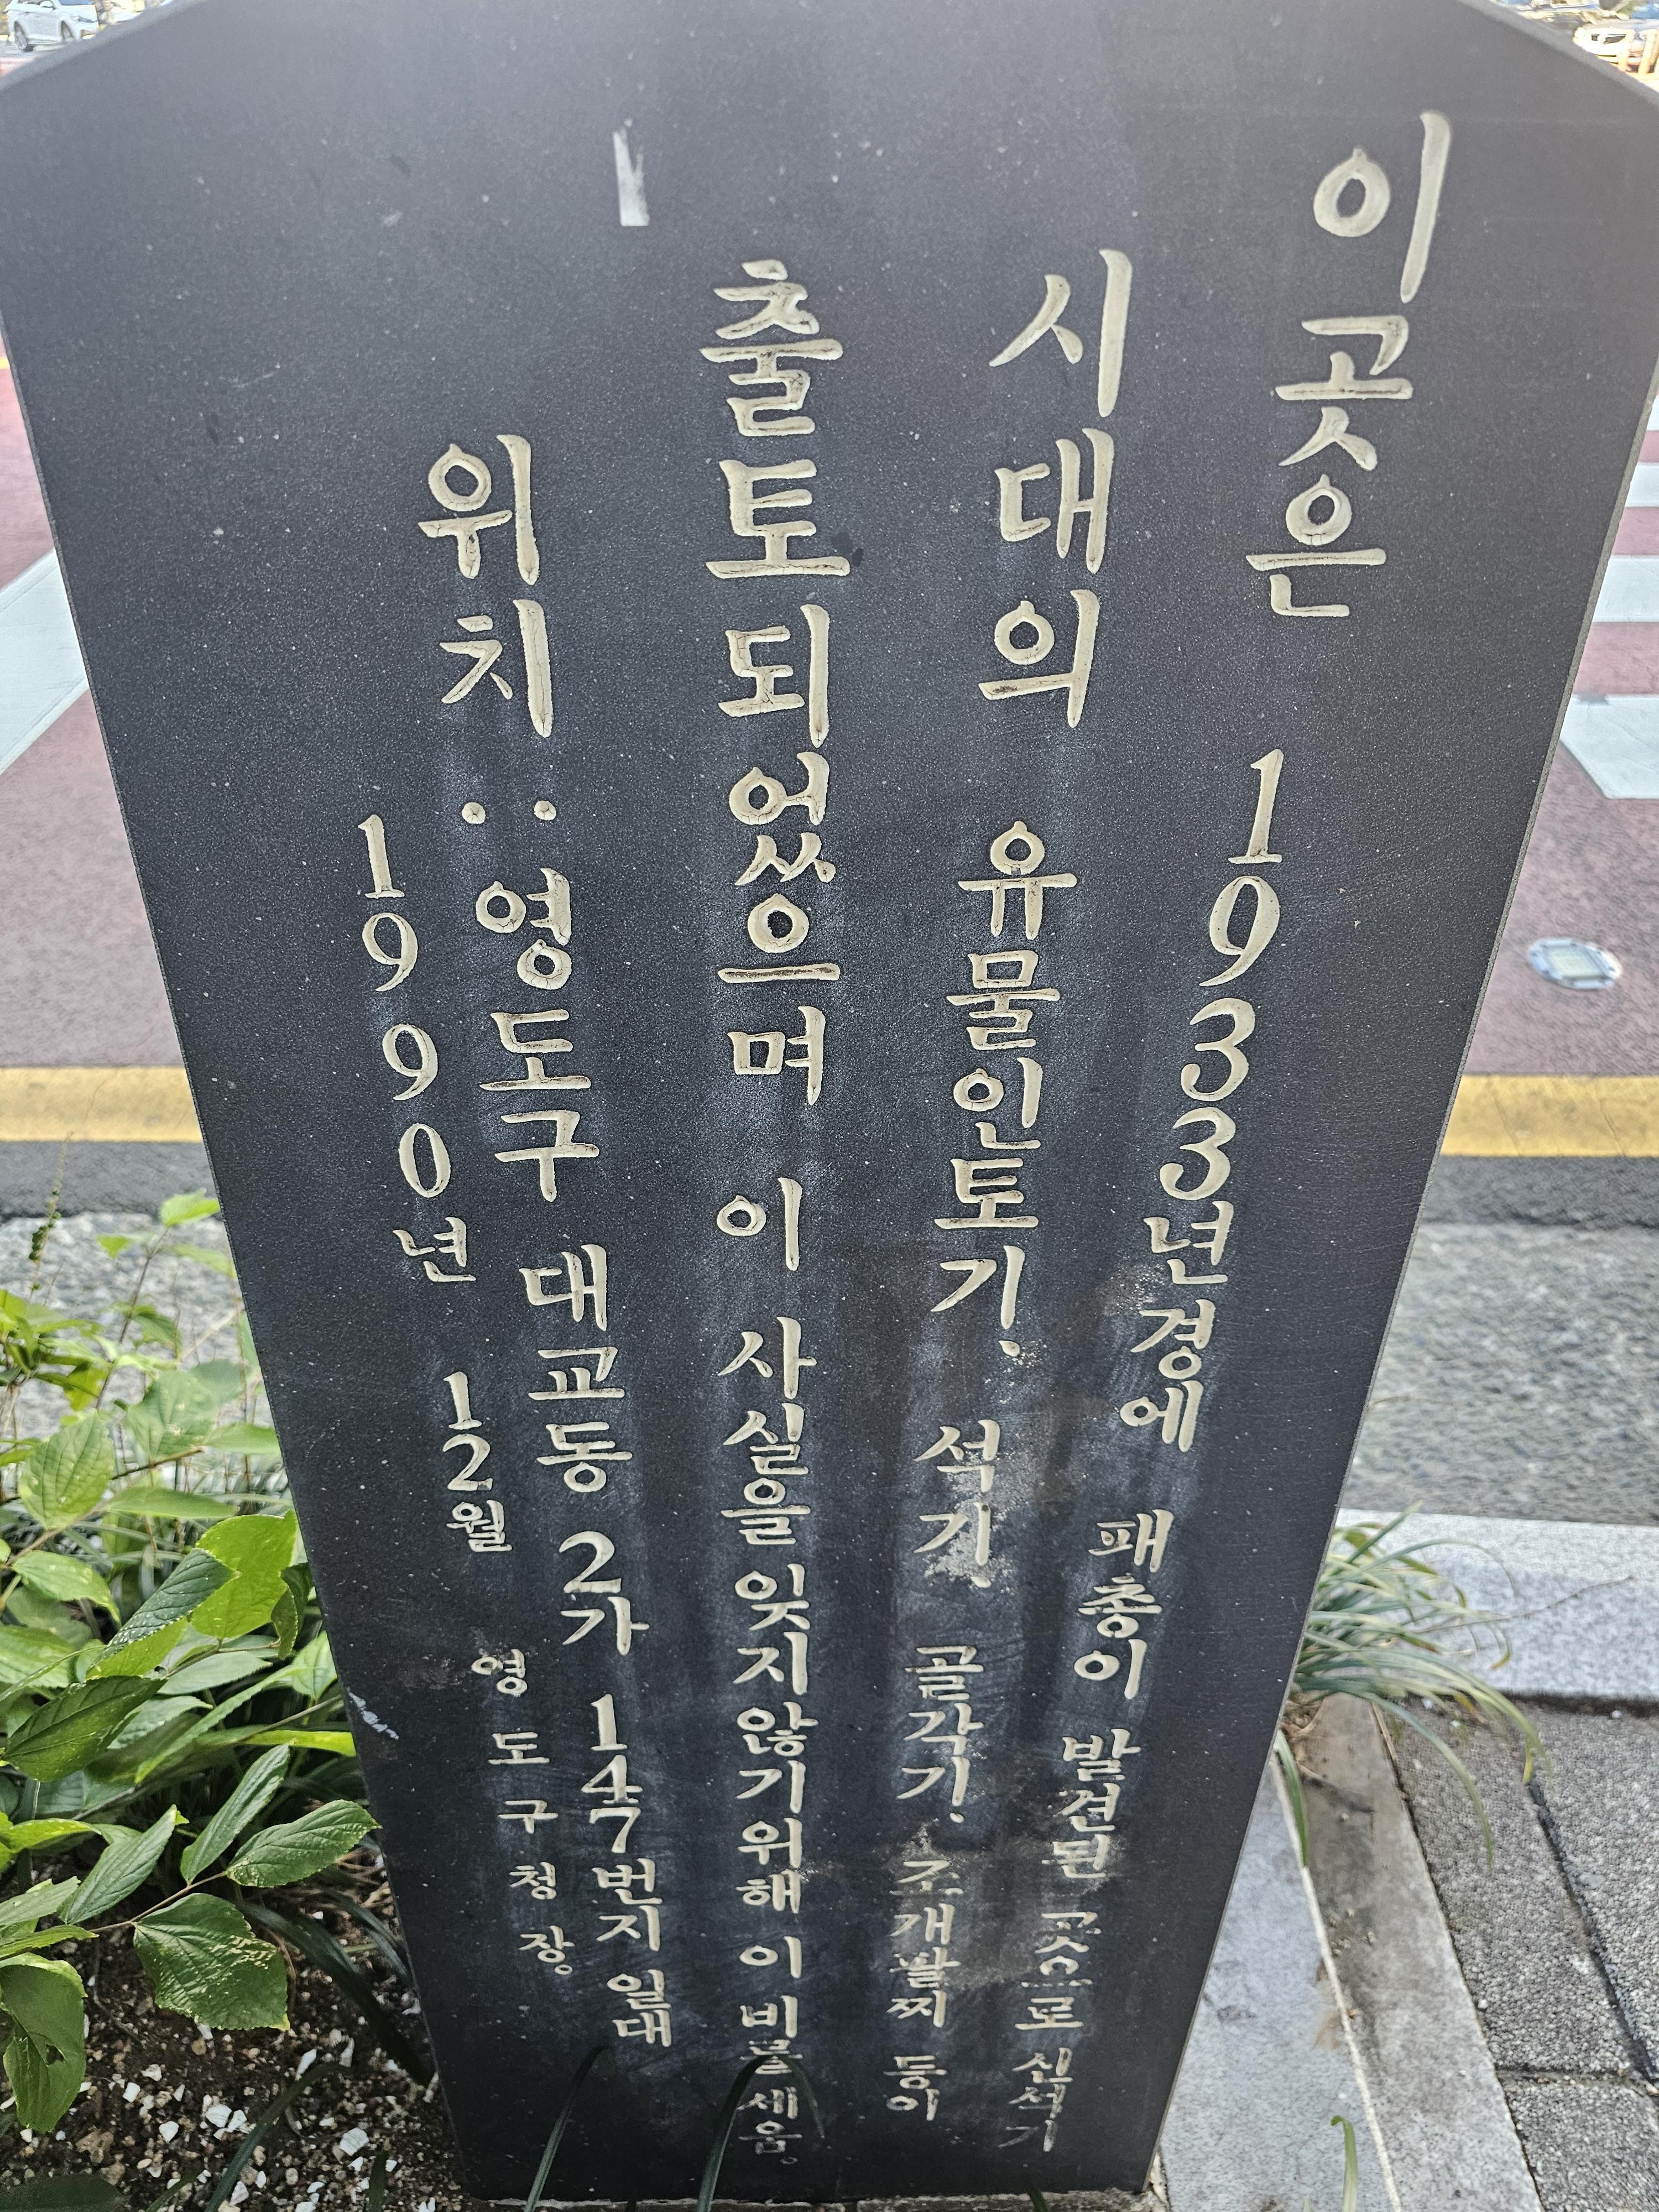 이곳은 1933년경에 패총이 발견된 곳으로 신석기
시대의 유물인토기. 석기. 골각기. 조개팔찌 등이
출토되었으며 이 사실을 잊지않기위해 이 비를 세움.
위치 : 영도구 대교동 2가 147번지 일대
1990년 12월 영도구청장.